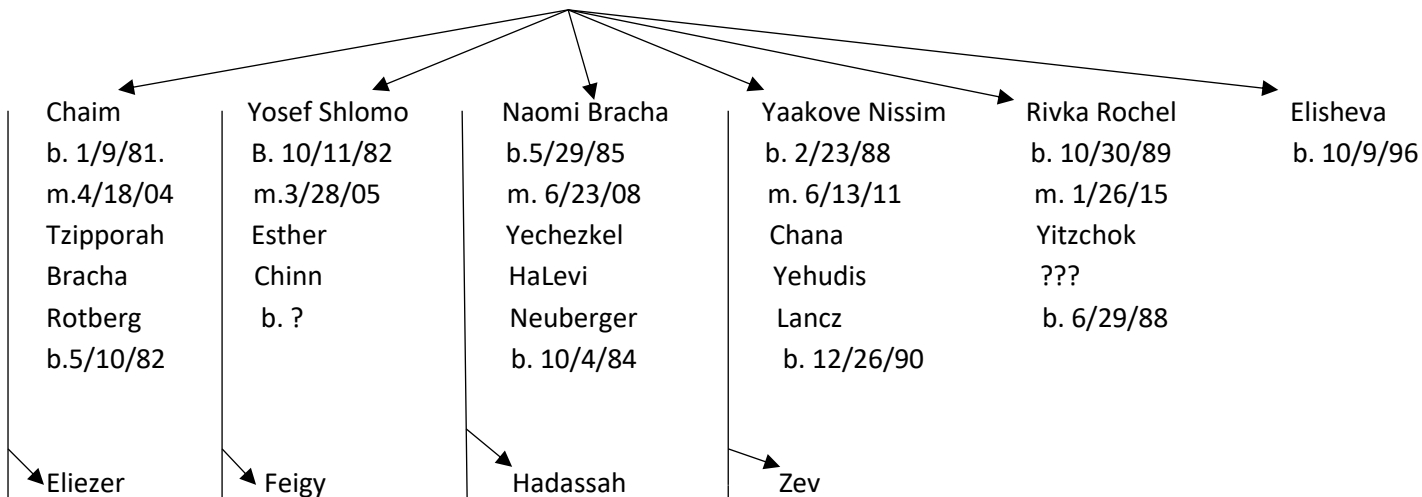 Chaim
b. 1/9/81.
m.4/18/04
Tzipporah
Bracha
Rotberg
b.5/10/82
Eliezer
Yosef Shlomo
B. 10/11/82
m.3/28/05
Esther
Chinn
b. ?
Feigy
Naomi Bracha
b.5/29/85
m. 6/23/08
Yechezkel
HaLevi
Neuberger
b. 10/4/84
Hadassah
Yaakove Nissim
b. 2/23/88
m. 6/13/11
Chana
Yehudis
Lancz
b. 12/26/90
Zev
Rivka Rochel
b. 10/30/89
m. 1/26/15
Yitzchok
???
b. 6/29/88
Elisheva
b. 10/9/96